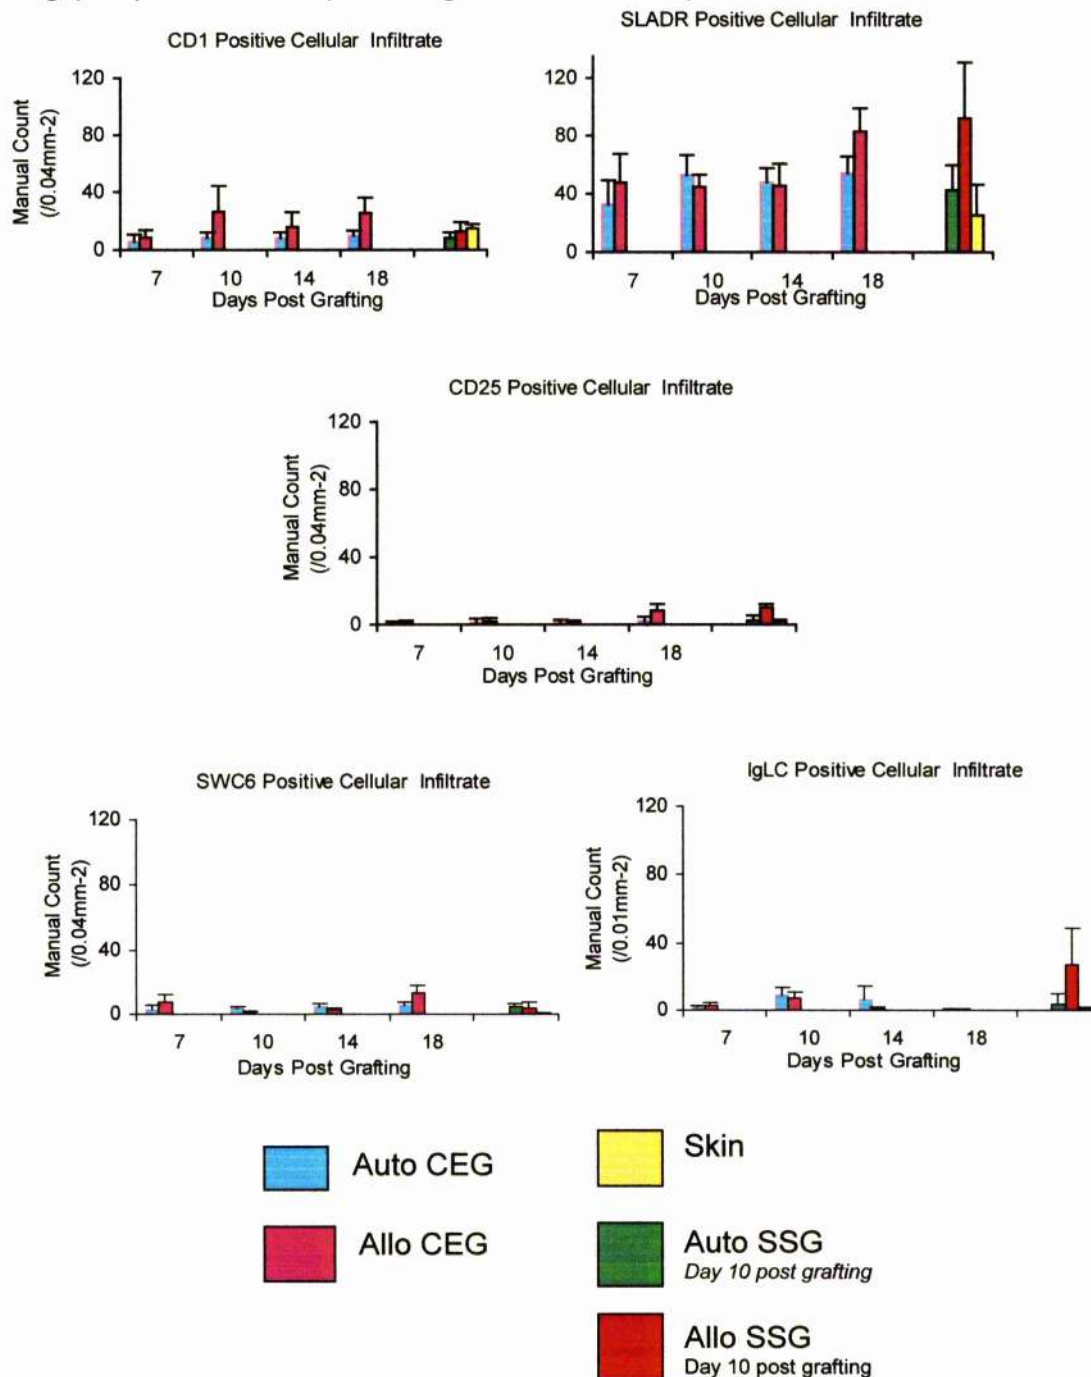 CD1 Positive Cellular Infiltrate
Manual Count
(/0.04mm-2)
120
80
40
0
7 10 14 18
Days Post Grafting
SLADR Positive Cellular Infiltrate
120
80
40
0
7 10 14 18
Days Post Grafting
CD25 Positive Cellular Infiltrate
Manual Count
(/0.04mm-2)
120
80
40
0
7 10 14 18
Days Post Grafting
SWC6 Positive Cellular Infiltrate
Manual Count
(/0.04mm-2)
120
80
40
0
7 10 14 18
Days Post Grafting
IgLC Positive Cellular Infiltrate
Manual Count
(/0.01mm-2)
120
80
40
0
7 10 14 18
Days Post Grafting
Auto CEG
Allo CEG
Skin
Auto SSG
Day 10 post grafting
Allo SSG
Day 10 post grafting